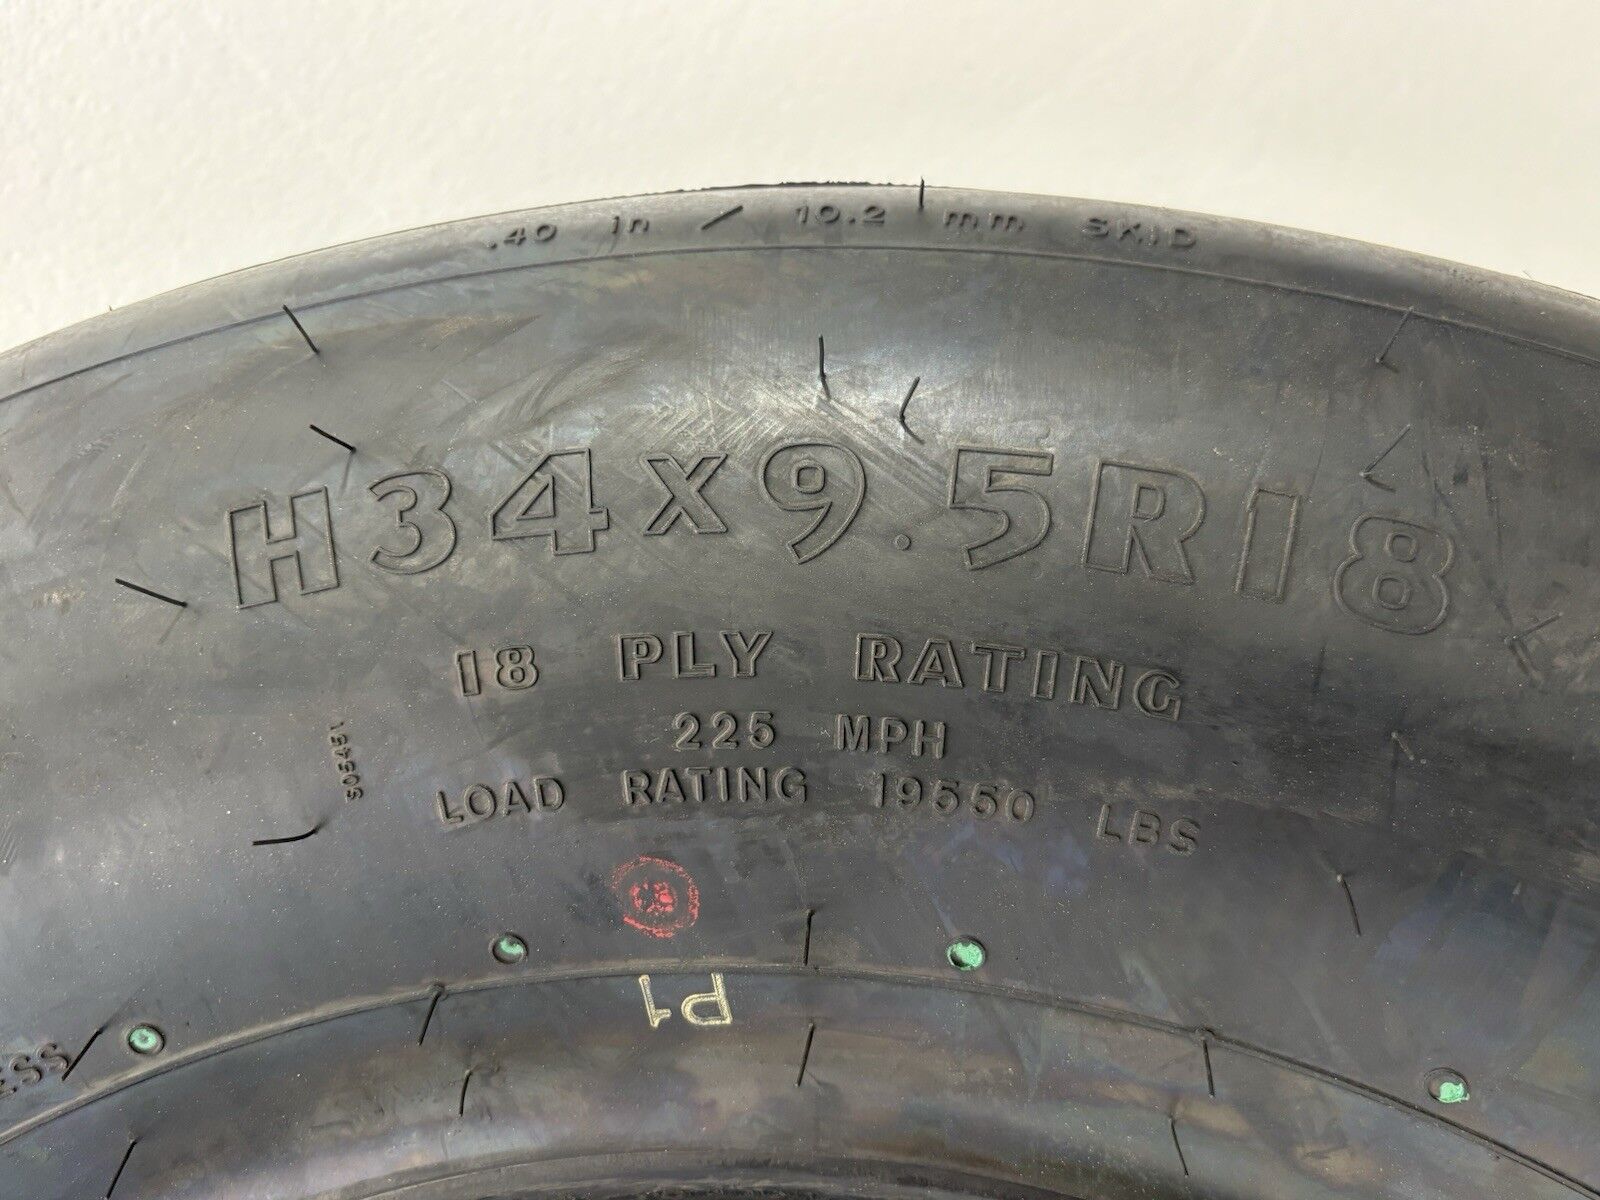 .40 in / 10.2 mm SKID
H34x9.5R18
18 PLY RATING
225 MPH
LOAD RATING 19550 LBS
P1